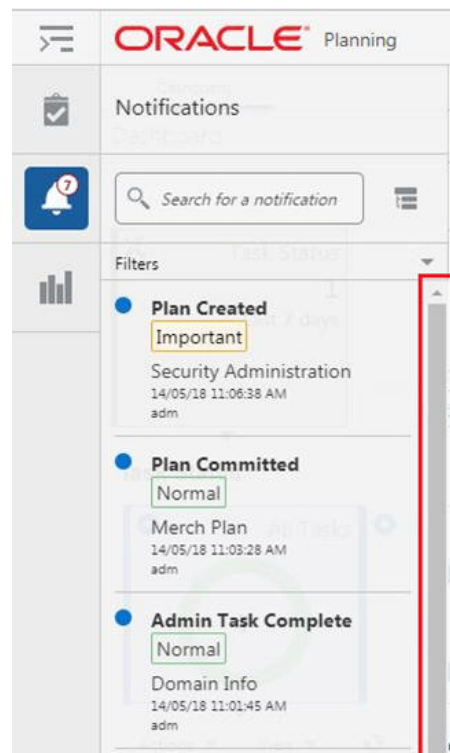 ORACLE® Planning
Notifications
7
Search for a notification
Filters
Plan Created
Important
Security Administration
14/05/18 11:06:38 AM
adm
Plan Committed
Normal
Merch Plan
14/05/18 11:03:28 AM
adm
Admin Task Complete
Normal
Domain Info
14/05/18 11:01:45 AM
adm